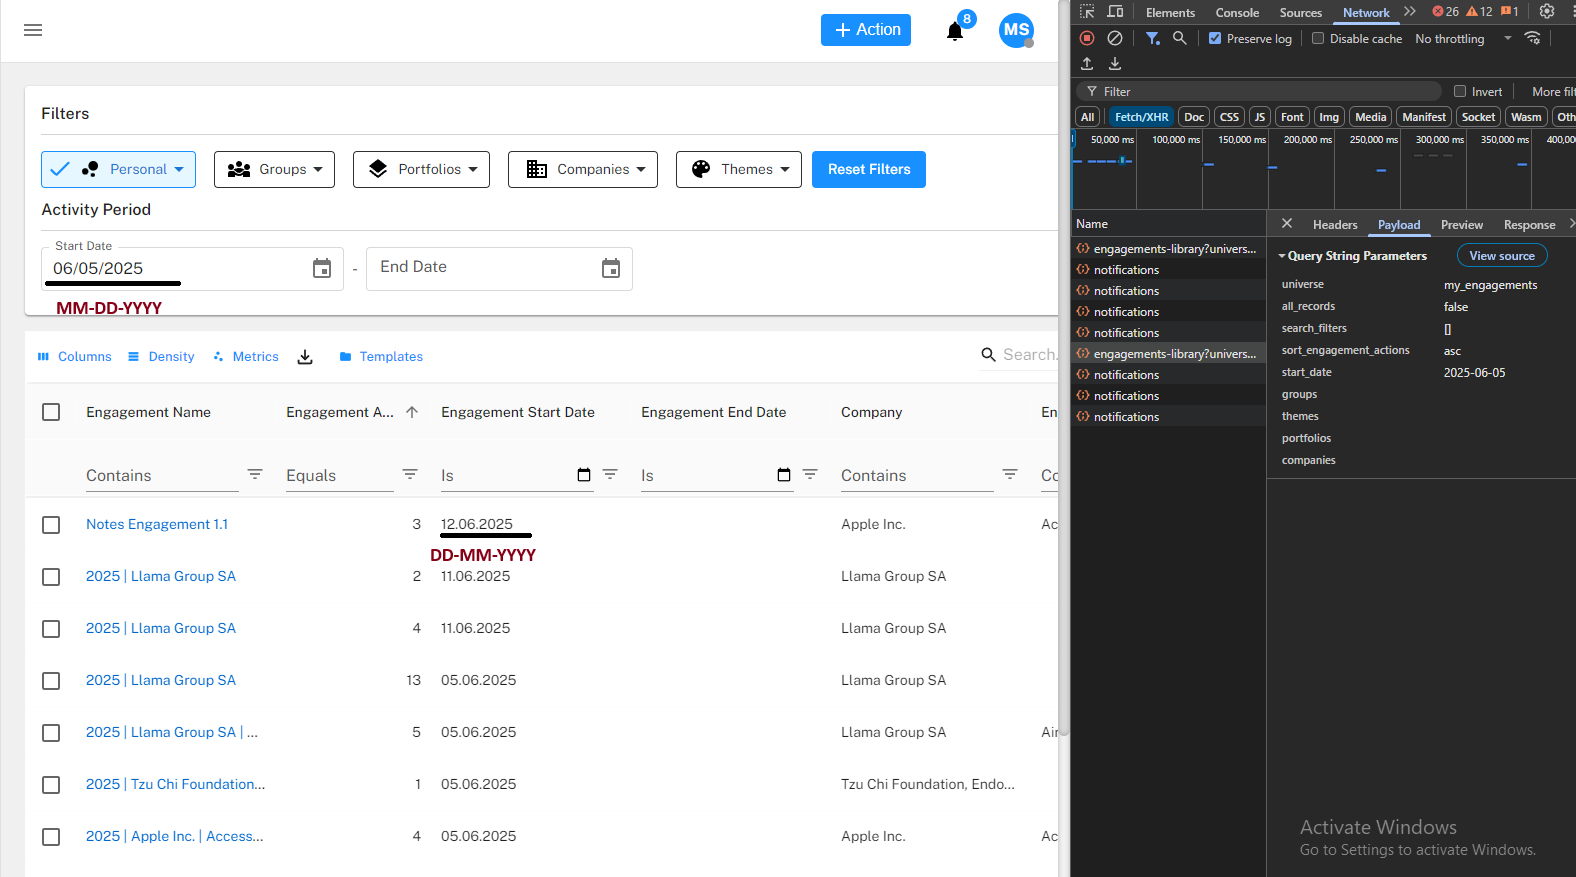 + Action
8
MS
Filters
Personal
Groups
Portfolios
Companies
Themes
Reset Filters
Activity Period
Start Date
06/05/2025
-
End Date
MM-DD-YYYY
Columns
Density
Metrics
Templates
Search.
Engagement Name
Engagement A...
Engagement Start Date
Engagement End Date
Company
En
Contains
Equals
Is
Is
Contains
Co
Notes Engagement 1.1
3
12.06.2025
Apple Inc.
Ac
DD-MM-YYYY
2025 | Llama Group SA
2
11.06.2025
Llama Group SA
2025 | Llama Group SA
4
11.06.2025
Llama Group SA
2025 | Llama Group SA
13
05.06.2025
Llama Group SA
2025 | Llama Group SA | ...
5
05.06.2025
Llama Group SA
Air
2025 | Tzu Chi Foundation...
1
05.06.2025
Tzu Chi Foundation, Endo...
2025 | Apple Inc. | Access...
4
05.06.2025
Apple Inc.
Ac
Elements
Console
Sources
Network
26
12
1
Preserve log
Disable cache
No throttling
Filter
Invert
More filt
All
Fetch/XHR
Doc
CSS
JS
Font
Img
Media
Manifest
Socket
Wasm
Oth
50,000 ms
100,000 ms
150,000 ms
200,000 ms
250,000 ms
300,000 ms
350,000 ms
400,0
Name
engagements-library?univers...
notifications
notifications
notifications
notifications
engagements-library?univers...
notifications
notifications
notifications
Headers
Payload
Preview
Response
Query String Parameters
View source
universe
my_engagements
all_records
false
search_filters
[]
sort_engagement_actions
asc
start_date
2025-06-05
groups
themes
portfolios
companies
Activate Windows
Go to Settings to activate Windows.